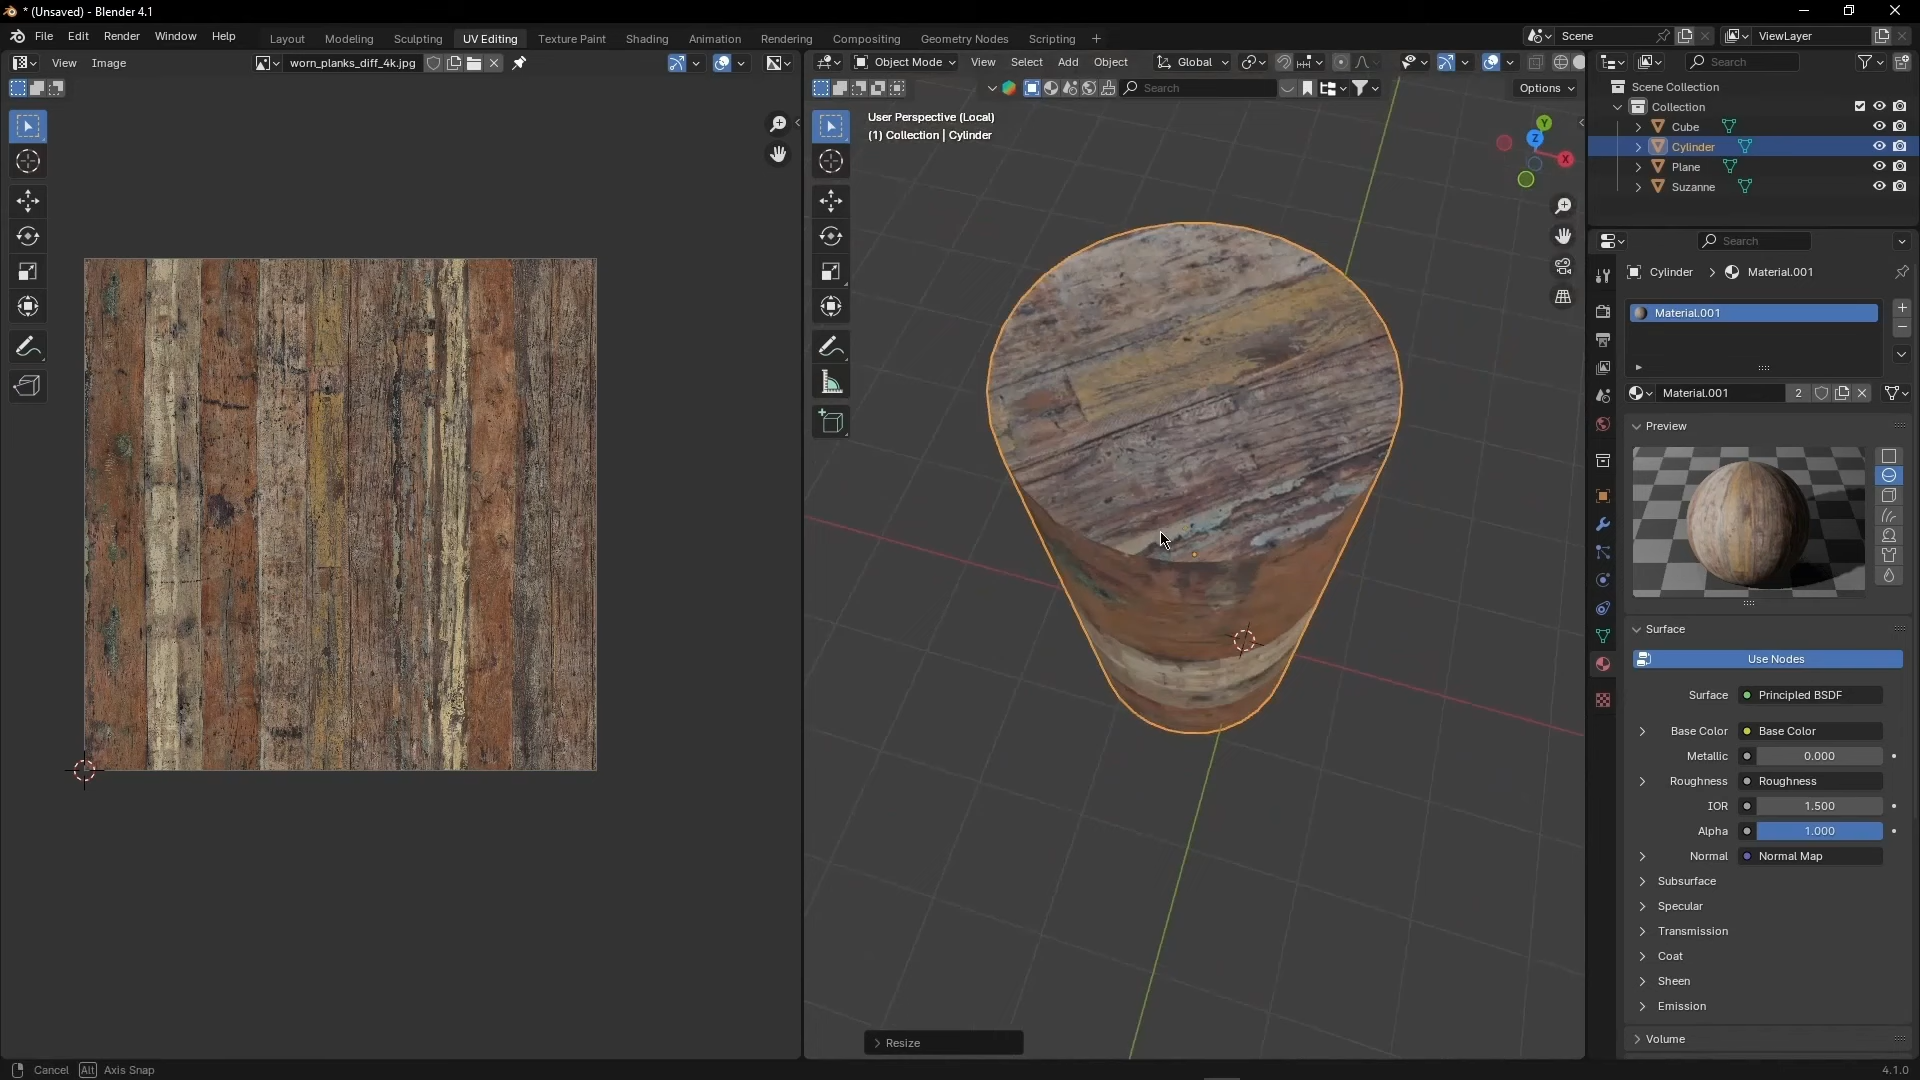 * (Unsaved) - Blender 4.1
File Edit Render Window Help
Layout Modeling Sculpting UV Editing Texture Paint Shading Animation Rendering Compositing Geometry Nodes Scripting +
Scene
ViewLayer
View Image
worn_planks_diff_4k.jpg
Object Mode
View Select Add Object
Global
Search
Search
Options
User Perspective (Local)
(1) Collection | Cylinder
Y
Z
X
Resize
Scene Collection
Collection
Cube
Cylinder
Plane
Suzanne
Search
Cylinder > Material.001
Material.001
Material.001 2
Preview
Surface
Use Nodes
Surface Principled BSDF
Base Color Base Color
Metallic 0.000
Roughness Roughness
IOR 1.500
Alpha 1.000
Normal Normal Map
Subsurface
Specular
Transmission
Coat
Sheen
Emission
Volume
Cancel Alt Axis Snap
4.1.0